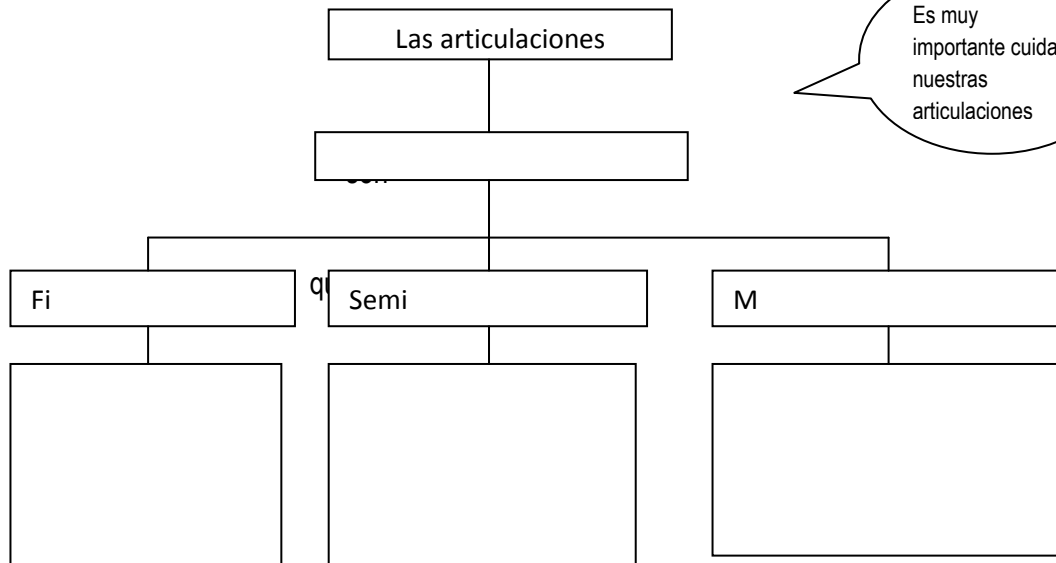 Las articulaciones
Es muy
importante cuida
nuestras
articulaciones
Fi
Semi
M